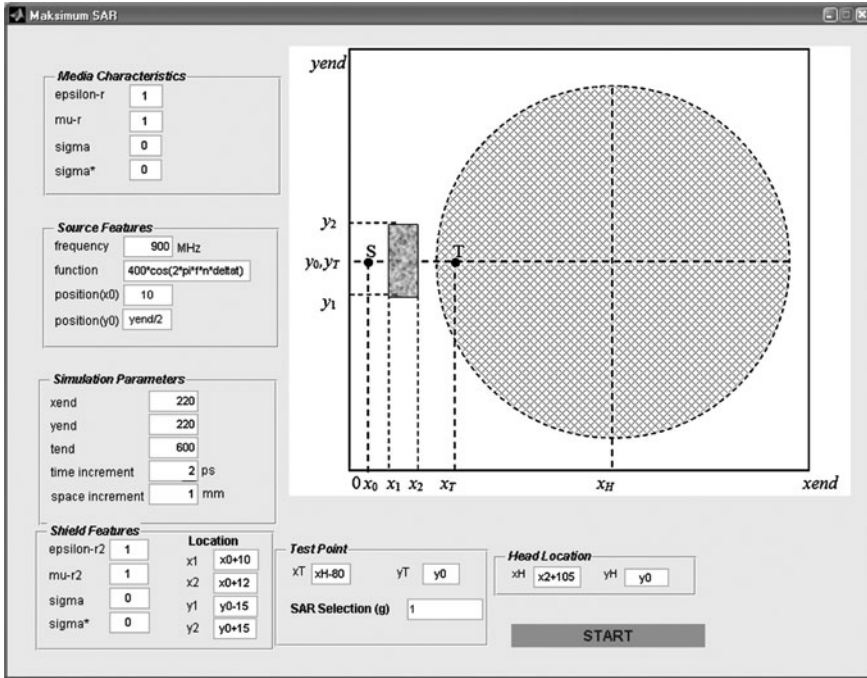 Maksimum SAR
Media Characteristics
epsilon-r 1
mu-r 1
sigma 0
sigma* 0
Source Features
frequency 900 MHz
function 400*cos(2*pi*f*n*deltat)
position(x0) 10
position(y0) yend/2
Simulation Parameters
xend 220
yend 220
tend 600
time increment 2 ps
space increment 1 mm
Shield Features
epsilon-r2 1
mu-r2 1
sigma 0
sigma* 0
Location
x1 x0+10
x2 x0+12
y1 y0-15
y2 y0+15
yend
y2
y0,yT
y1
S
T
0 x0 x1 x2 xT xH xend
Test Point
xT xH-80 yT y0
SAR Selection (g) 1
Head Location
xH x2+105 yH y0
START